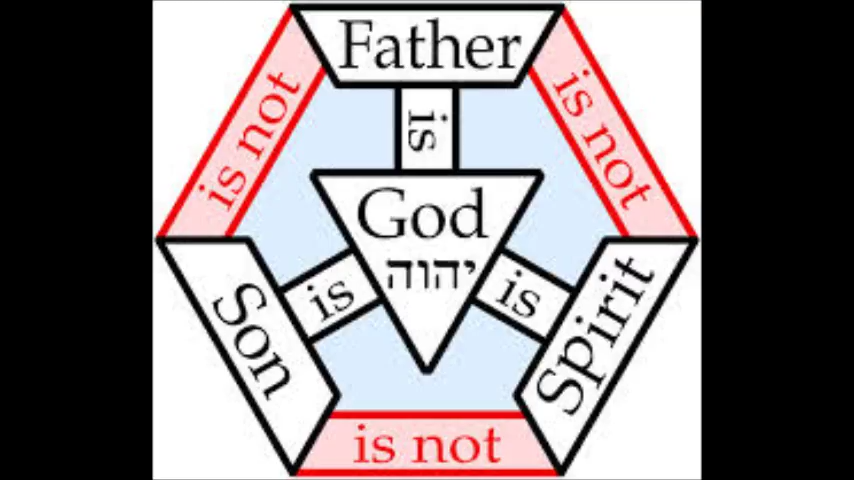 Father
is not
is
is not
God
יהוה
is
is
Son
Spirit
is not